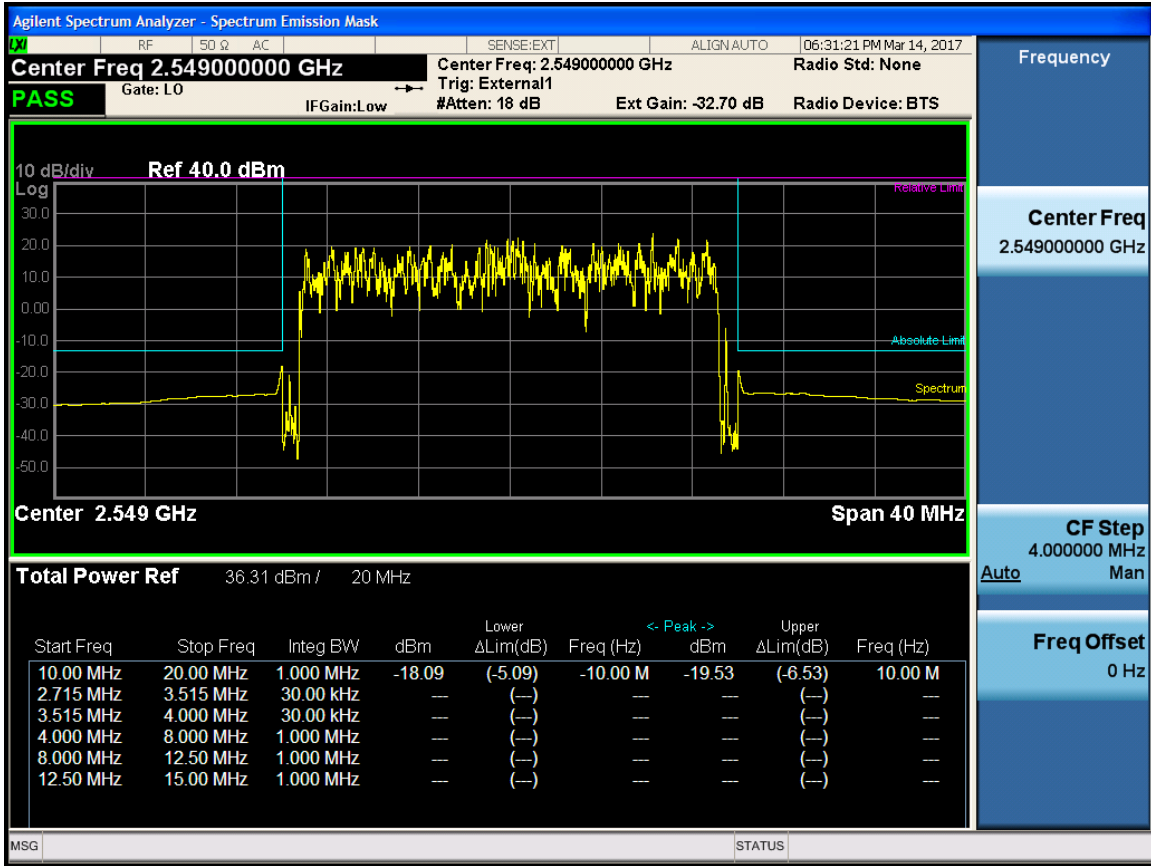 Agilent Spectrum Analyzer - Spectrum Emission Mask
LXI RF 50 Ω AC SENSE:EXT ALIGN AUTO 06:31:21 PM Mar 14, 2017
Center Freq 2.549000000 GHz Center Freq: 2.549000000 GHz Radio Std: None
PASS Gate: LO Trig: External1
IFGain:Low #Atten: 18 dB Ext Gain: -32.70 dB Radio Device: BTS
10 dB/div Ref 40.0 dBm
Log
Relative Limit
30.0
20.0
10.0
0.00
-10.0
Absolute Limit
-20.0
Spectrum
-30.0
-40.0
-50.0
Center 2.549 GHz Span 40 MHz
Total Power Ref 36.31 dBm / 20 MHz
Lower <- Peak -> Upper
Start Freq Stop Freq Integ BW dBm ΔLim(dB) Freq (Hz) dBm ΔLim(dB) Freq (Hz)
10.00 MHz 20.00 MHz 1.000 MHz -18.09 (-5.09) -10.00 M -19.53 (-6.53) 10.00 M
2.715 MHz 3.515 MHz 30.00 kHz --- (---) --- --- (---) ---
3.515 MHz 4.000 MHz 30.00 kHz --- (---) --- --- (---) ---
4.000 MHz 8.000 MHz 1.000 MHz --- (---) --- --- (---) ---
8.000 MHz 12.50 MHz 1.000 MHz --- (---) --- --- (---) ---
12.50 MHz 15.00 MHz 1.000 MHz --- (---) --- --- (---) ---
Frequency
Center Freq
2.549000000 GHz
CF Step
4.000000 MHz
Auto Man
Freq Offset
0 Hz
MSG STATUS